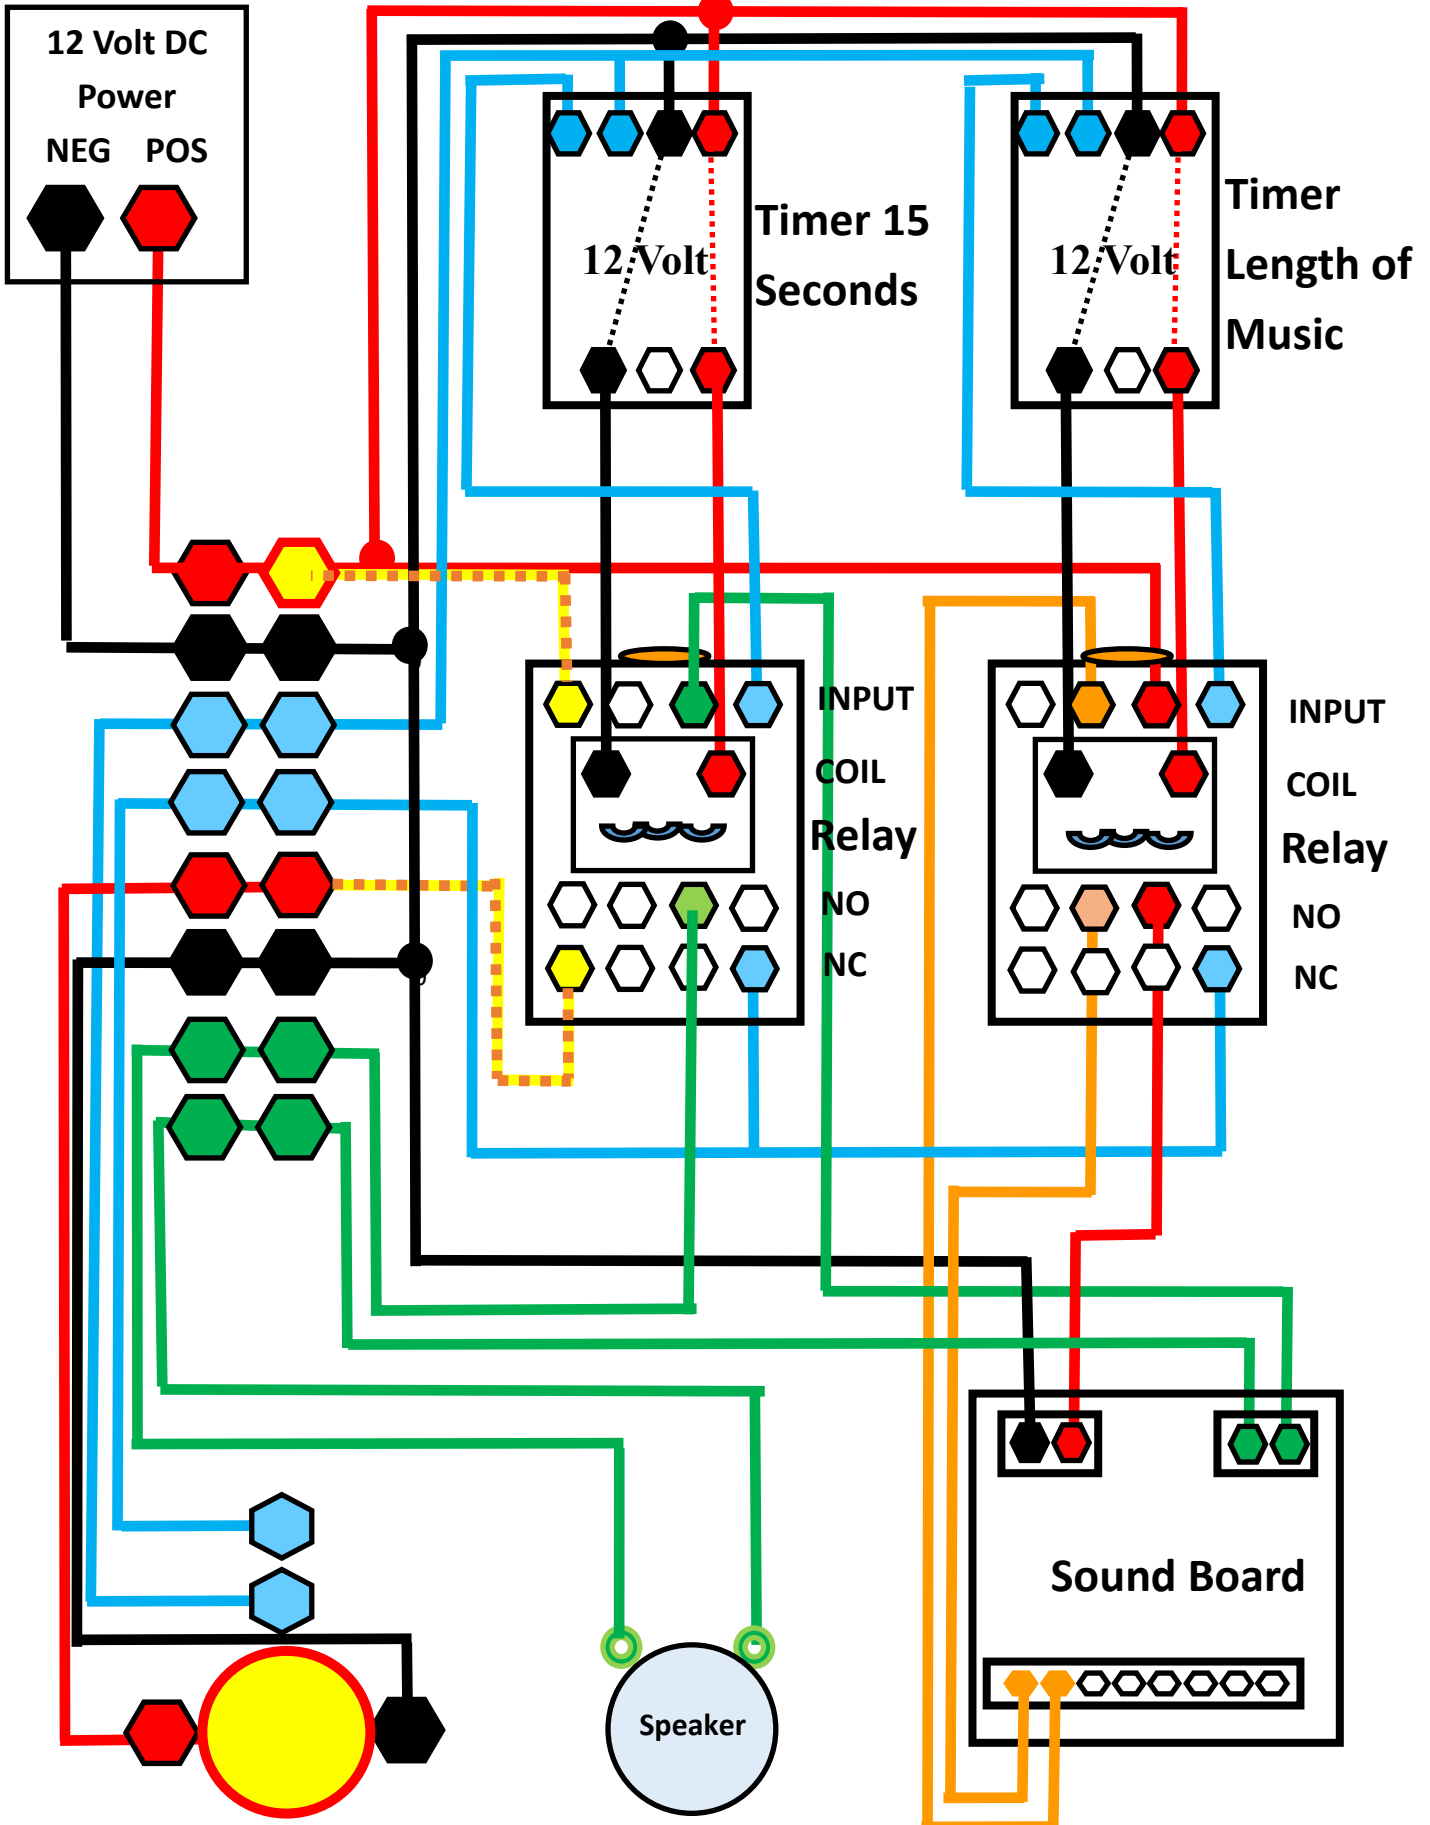 12 Volt DC
Power
NEG POS
Timer 15
Seconds
12 Volt
Timer
Length of
Music
12 Volt
INPUT
COIL
Relay
NO
NC
INPUT
COIL
Relay
NO
NC
Sound Board
Speaker